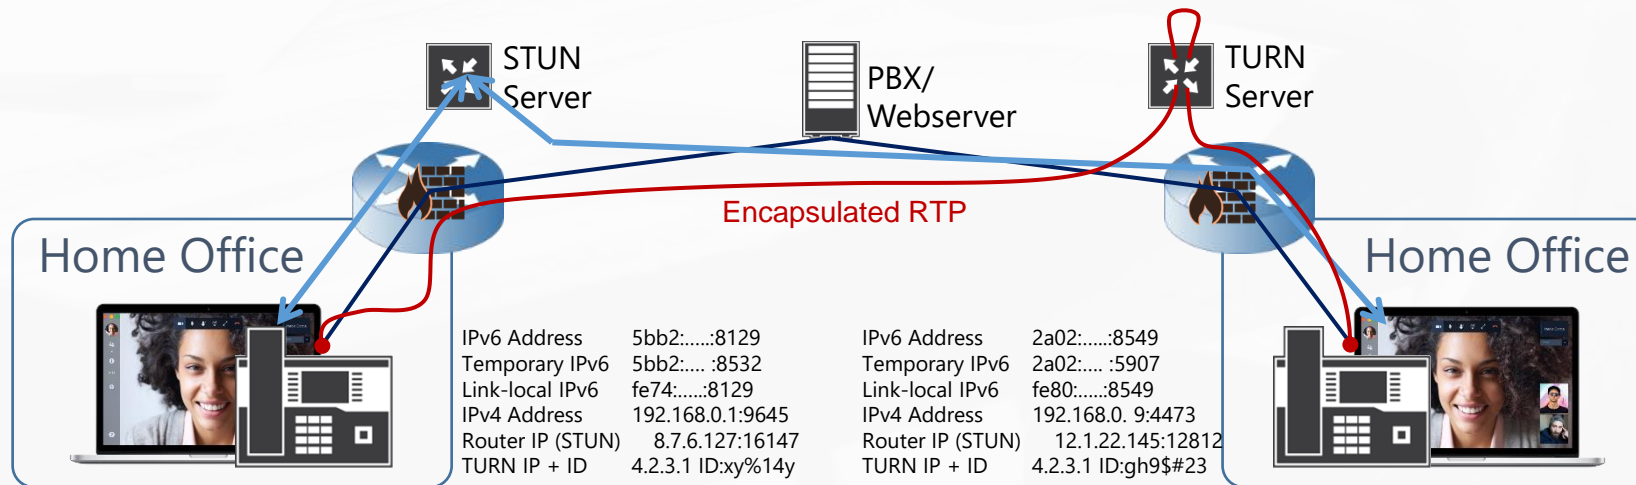 STUN
Server
PBX/
Webserver
TURN
Server
Encapsulated RTP
Home Office
Home Office
IPv6 Address 5bb2:.....:8129
Temporary IPv6 5bb2:.... :8532
Link-local IPv6 fe74:.....:8129
IPv4 Address 192.168.0.1:9645
Router IP (STUN) 8.7.6.127:16147
TURN IP + ID 4.2.3.1 ID:xy%14y
IPv6 Address 2a02:.....:8549
Temporary IPv6 2a02:.... :5907
Link-local IPv6 fe80:......:8549
IPv4 Address 192.168.0. 9:4473
Router IP (STUN) 12.1.22.145:12812
TURN IP + ID 4.2.3.1 ID:gh9$#23